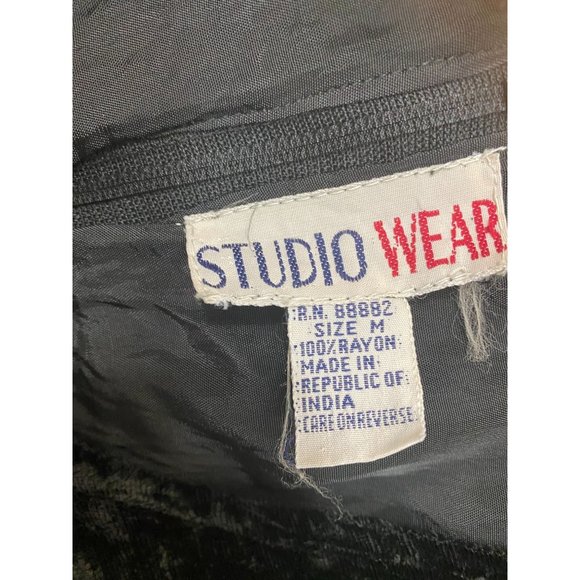 STUDIO WEAR
R.N. 88882
SIZE M
100% RAYON
MADE IN
REPUBLIC OF
INDIA
CARE ON REVERSE